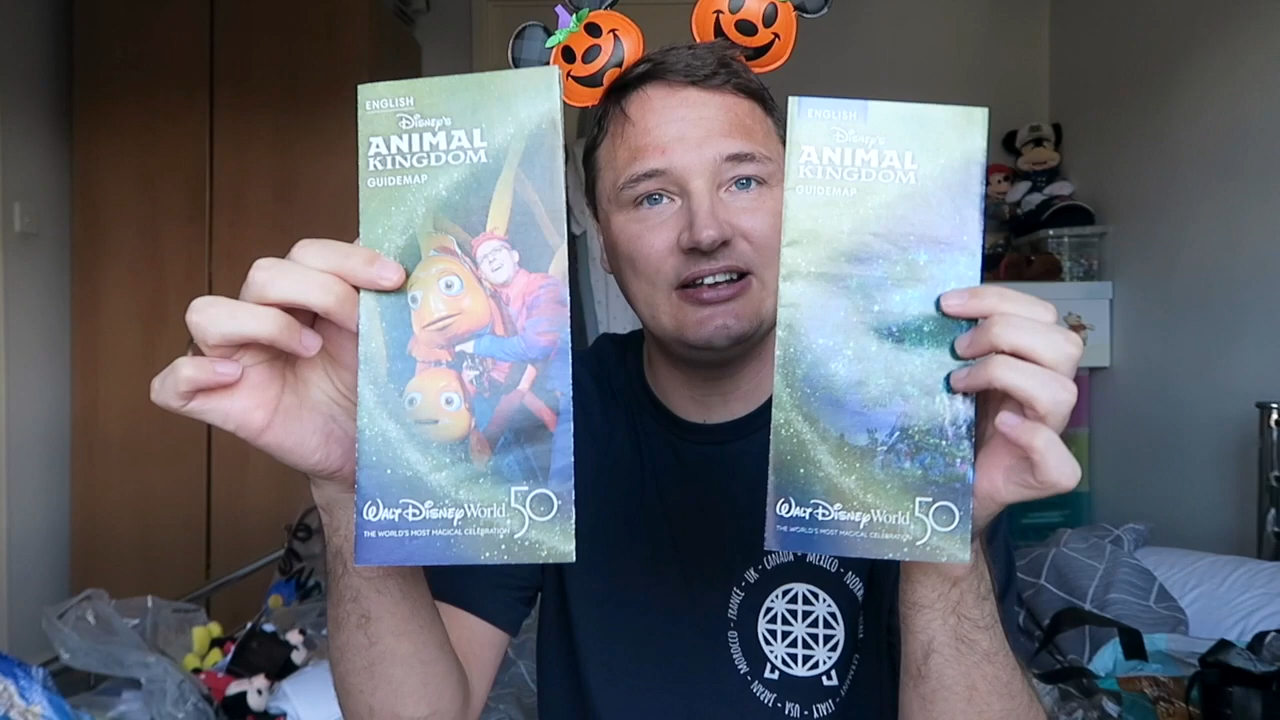 ENGLISH
Disney's
ANIMAL
KINGDOM
GUIDEMAP
Walt Disney World. 50
THE WORLD'S MOST MAGICAL CELEBRATION
ENGLISH
Disney's
ANIMAL
KINGDOM
GUIDEMAP
Walt Disney World. 50
THE WORLD'S MOST MAGICAL CELEBRATION
GERMANY - ITALY - USA - JAPAN - MOROCCO - FRANCE - UK - CANADA - MEXICO -